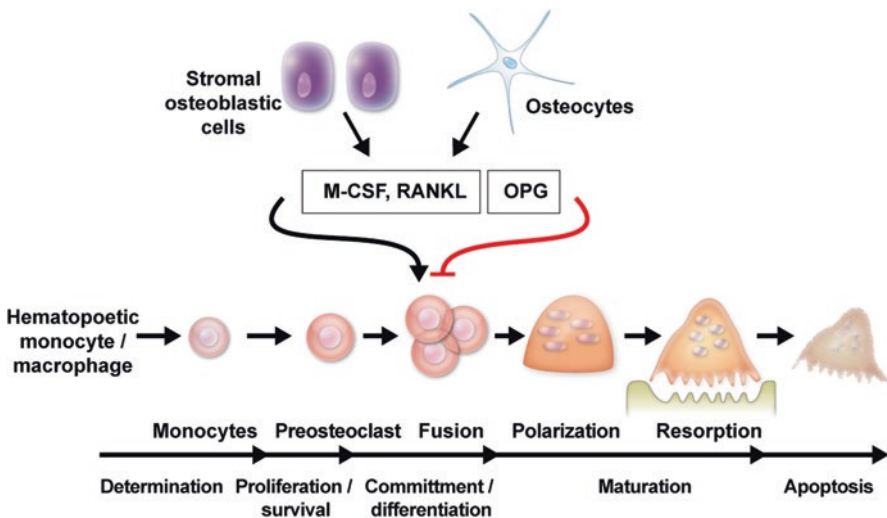 Stromal
osteoblastic
cells
Osteocytes
M-CSF, RANKL
OPG
Hematopoetic
monocyte /
macrophage
Monocytes
Preosteoclast
Fusion
Polarization
Resorption
Determination
Proliferation /
survival
Committment /
differentiation
Maturation
Apoptosis